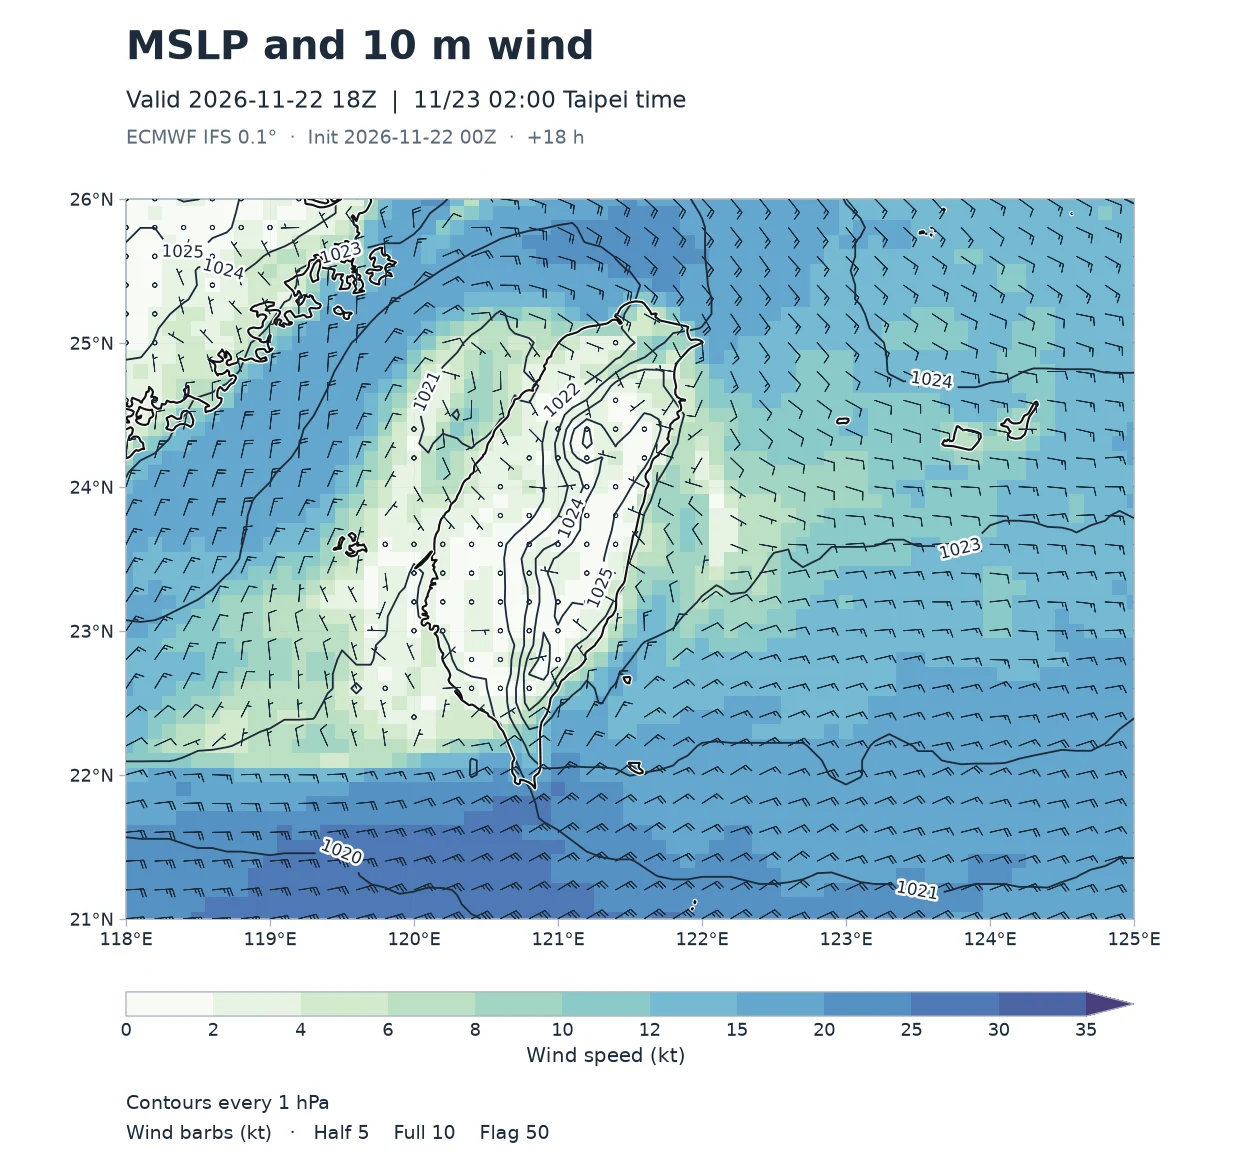 MSLP and 10 m wind
Valid 2026-11-22 18Z | 11/23 02:00 Taipei time
ECMWF IFS 0.1° · Init 2026-11-22 00Z · +18 h
26°N
25°N
24°N
23°N
22°N
21°N
1025
1024
1023
1021
1022
1024
1024
1025
1023
1020
1021
118°E 119°E 120°E 121°E 122°E 123°E 124°E 125°E
0 2 4 6 8 10 12 15 20 25 30 35
Wind speed (kt)
Contours every 1 hPa
Wind barbs (kt) · Half 5 Full 10 Flag 50